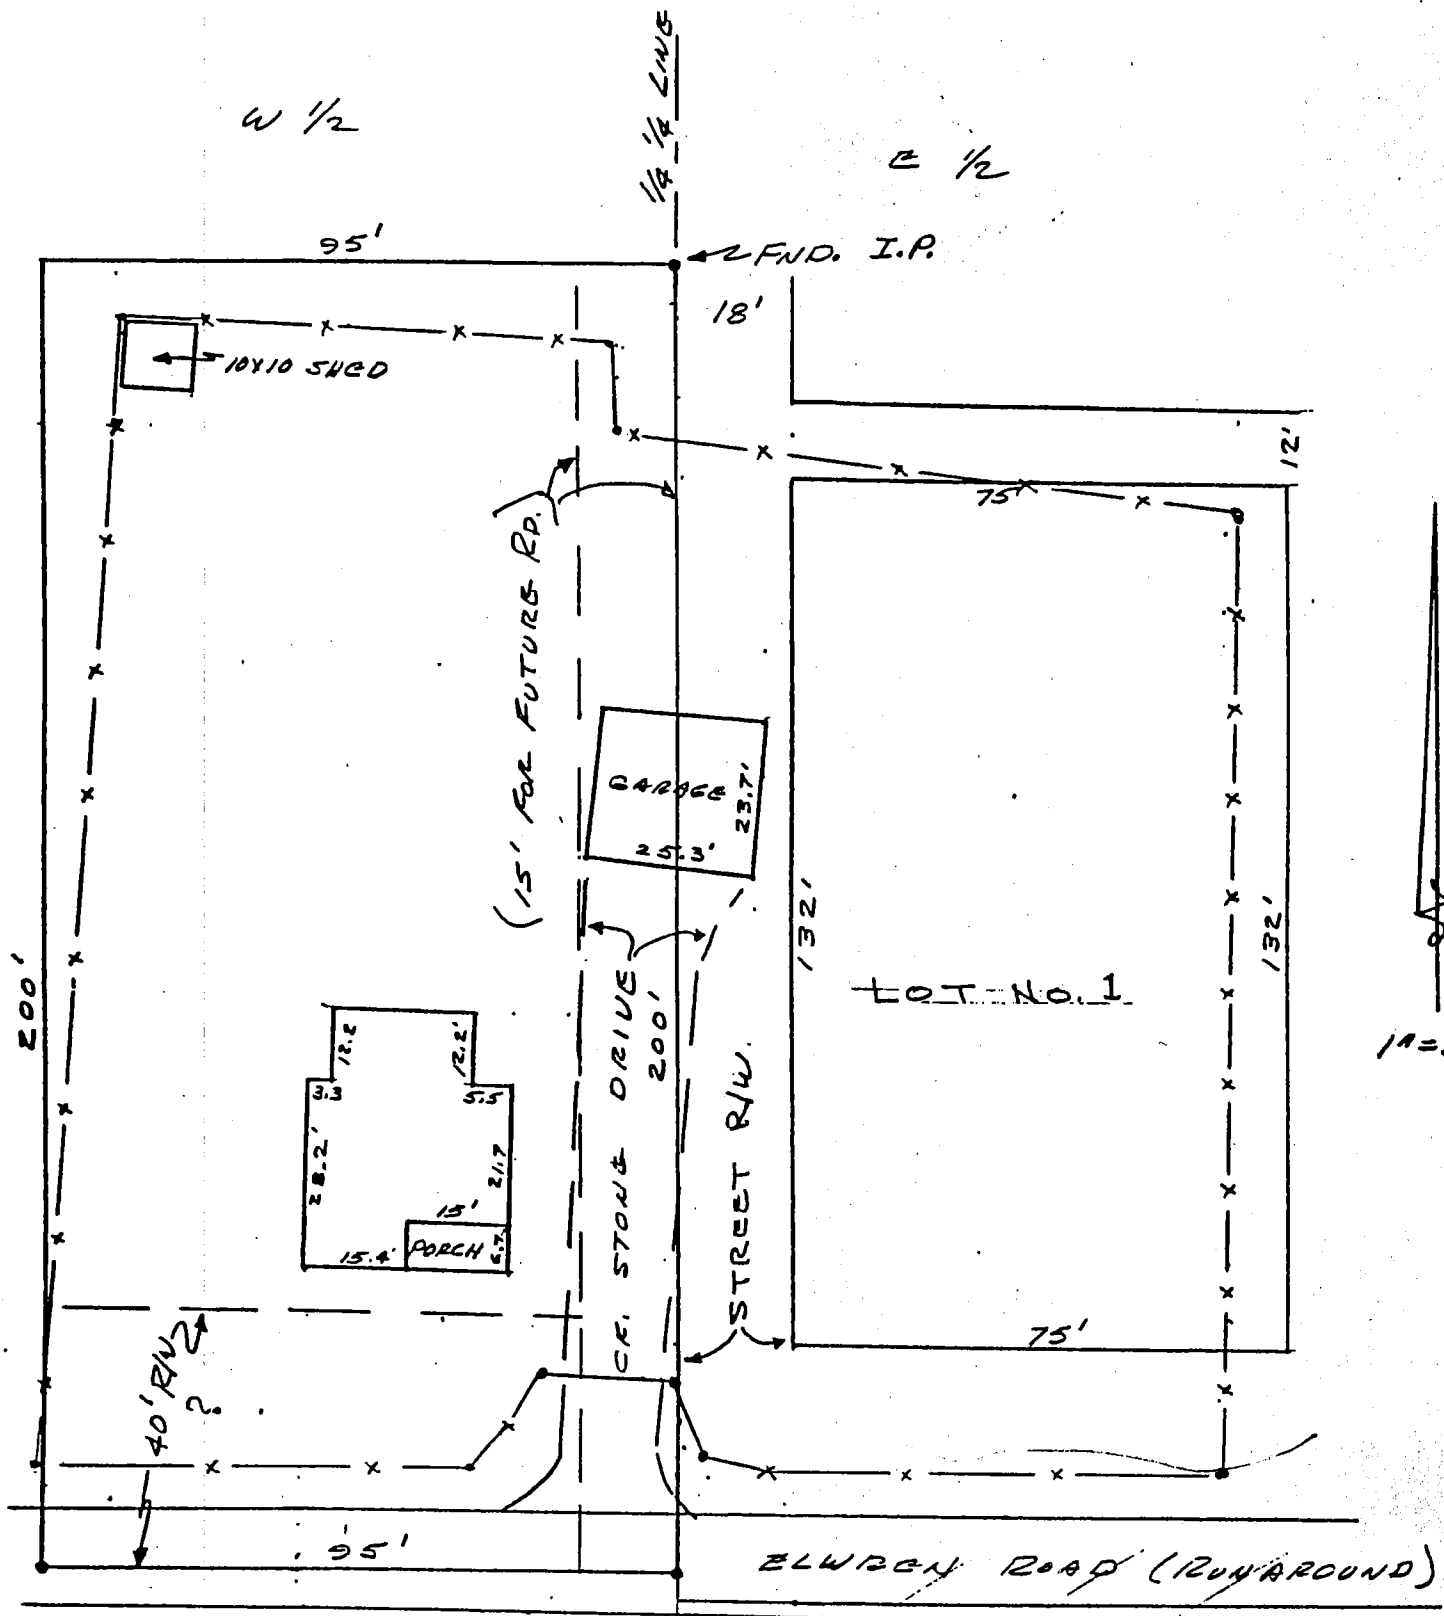 W 1/2
1/4 1/4 LINE
E 1/2
95'
FND. I.P.
18'
10X10 SHED
12'
75'
(15' FOR FUTURE RD.)
GARAGE
23.7'
25.3'
132'
132'
LOT NO. 1
200'
CR. STONE DRIVE
200'
STREET R/W.
1"=
12.2
12.2'
3.3
5.5
28.2'
21.7
15'
15.4'
PORCH
6.7'
40' R/W
?
75'
95'
ELWREN ROAD (RUNAROUND)